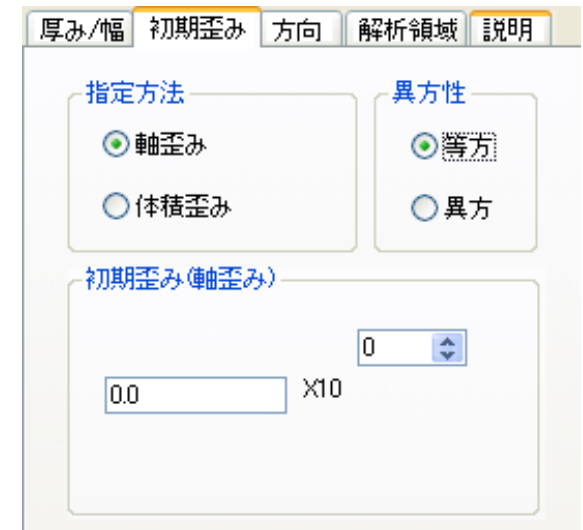 厚み/幅 初期歪み 方向 解析領域 説明
指定方法 異方性
軸歪み 等方
体積歪み 異方
初期歪み(軸歪み)
0
0.0 X10